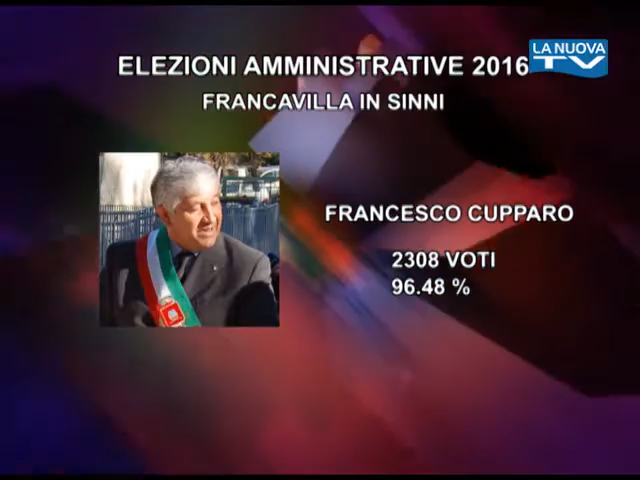 ELEZIONI AMMINISTRATIVE 2016
LA NUOVA
TV
FRANCAVILLA IN SINNI
FRANCESCO CUPPARO
2308 VOTI
96.48 %